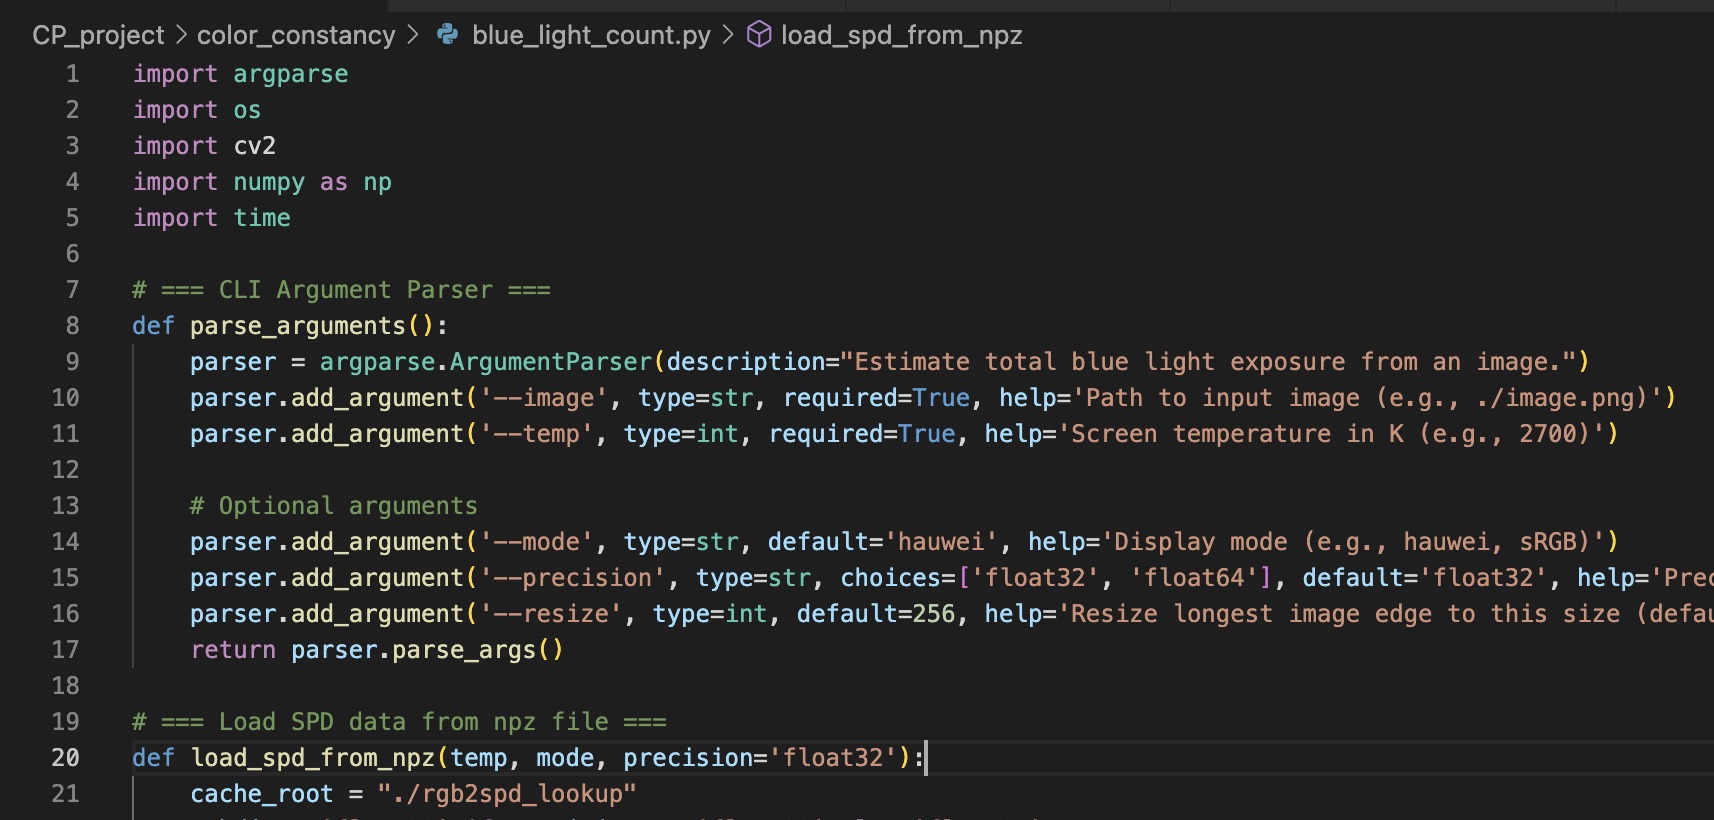 CP_project > color_constancy > blue_light_count.py > load_spd_from_npz
1 import argparse
2 import os
3 import cv2
4 import numpy as np
5 import time
6
7 # === CLI Argument Parser ===
8 def parse_arguments():
9     parser = argparse.ArgumentParser(description="Estimate total blue light exposure from an image.")
10     parser.add_argument('--image', type=str, required=True, help='Path to input image (e.g., ./image.png)')
11     parser.add_argument('--temp', type=int, required=True, help='Screen temperature in K (e.g., 2700)')
12
13     # Optional arguments
14     parser.add_argument('--mode', type=str, default='hauwei', help='Display mode (e.g., hauwei, sRGB)')
15     parser.add_argument('--precision', type=str, choices=['float32', 'float64'], default='float32', help='Prec
16     parser.add_argument('--resize', type=int, default=256, help='Resize longest image edge to this size (defau
17     return parser.parse_args()
18
19 # === Load SPD data from npz file ===
20 def load_spd_from_npz(temp, mode, precision='float32'):
21     cache_root = "./rgb2spd_lookup"